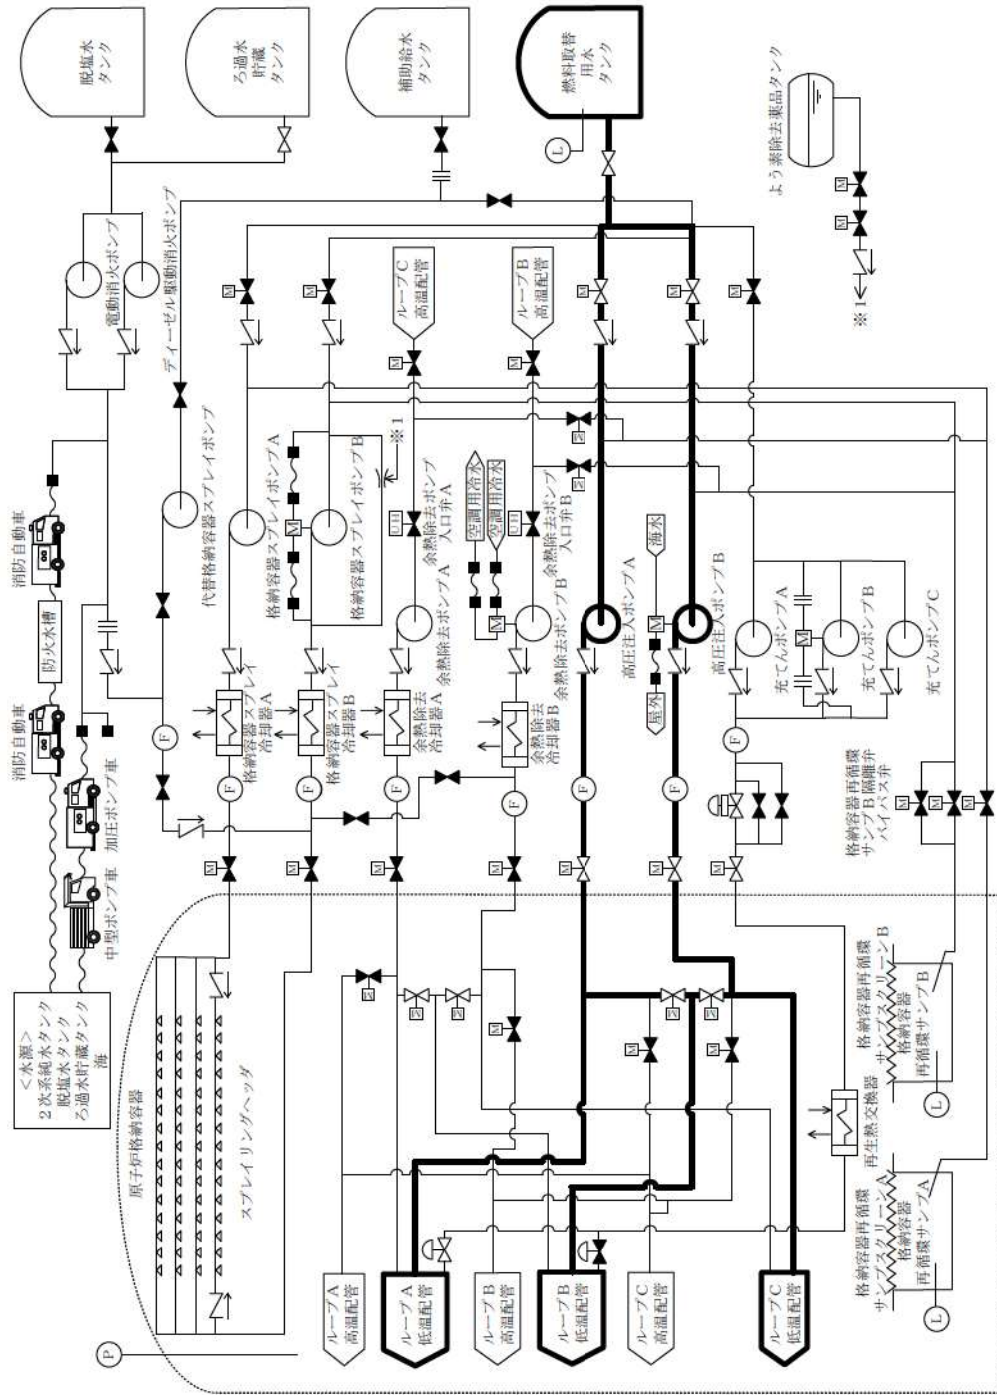 脱塩水
タンク
ろ過水
貯蔵
タンク
補助給水
タンク
燃料取替
用水
タンク
L
よう素除去薬品タンク
M
M
※1
電動消火ポンプ
ディーゼル駆動消火ポンプ
M
M
ループC
高温配管
M
ループB
高温配管
M
M
M
M
消防自動車
防火水槽
消防自動車
加圧ポンプ車
中型ポンプ車
<水源>
2次系純水タンク
脱塩水タンク
ろ過水貯蔵タンク
海
代替格納容器スプレイポンプ
格納容器スプレイポンプA
M
格納容器スプレイポンプB
※1
余熱除去ポンプ
入口弁A
UH
余熱除去ポンプA
空調用冷水
空調用冷水
M
余熱除去ポンプ
入口弁B
UH
余熱除去ポンプB
M
M
高圧注入ポンプA
海水
M
屋外
高圧注入ポンプB
充てんポンプA
M
充てんポンプB
充てんポンプC
F
格納容器スプレイ
冷却器A
格納容器スプレイ
冷却器B
余熱除去
冷却器A
余熱除去
冷却器B
F
F
F
F
F
F
F
M
M
M
M
M
M
M
格納容器再循環
サンプB隔離弁
バイパス弁
M
M
M
原子炉格納容器
スプレイリングヘッダ
P
M
M
M
M
M
M
M
M
ループA
高温配管
ループA
低温配管
ループB
高温配管
ループB
低温配管
ループC
高温配管
ループC
低温配管
再生熱交換器
格納容器再循環
サンプスクリーンB
格納容器
再循環サンプB
L
格納容器再循環
サンプスクリーンA
格納容器
再循環サンプA
L